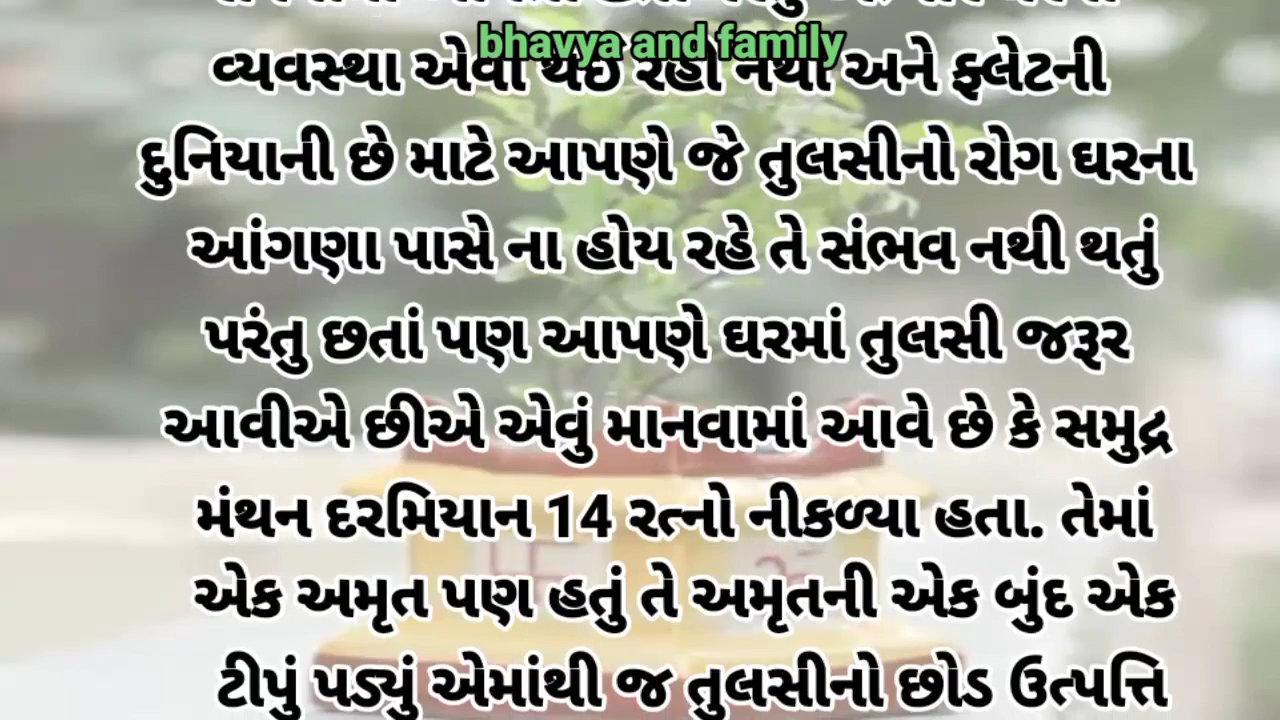 bhavya and family
વ્યવસ્થા એવી થઈ રહી નથી અને ફ્લેટની
દુનિયાની છે માટે આપણે જે તુલસીનો રોગ ઘરના
આંગણા પાસે ના હોય રહે તે સંભવ નથી થતું
પરંતુ છતાં પણ આપણે ઘરમાં તુલસી જરૂર
આવીએ છીએ એવું માનવામાં આવે છે કે સમુદ્ર
મંથન દરમિયાન 14 રત્નો નીકળ્યા હતા. તેમાં
એક અમૃત પણ હતું તે અમૃતની એક બુંદ એક
ટીપું પડ્યું એમાંથી જ તુલસીનો છોડ ઉત્પત્તિ